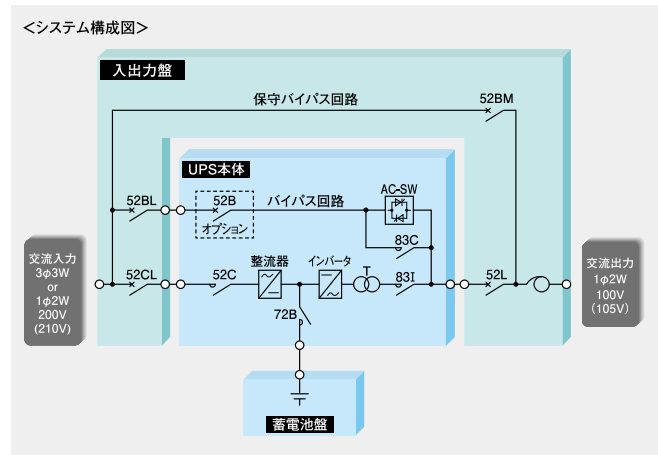 ＜システム構成図＞
入出力盤
保守バイパス回路
52BM
UPS本体
52BL
52B
オプション
バイパス回路
AC-SW
83C
交流入力
3φ3W
or
1φ2W
200V
(210V)
52CL
52C
整流器
インバータ
T
83I
52L
交流出力
1φ2W
100V
(105V)
72B
蓄電池盤